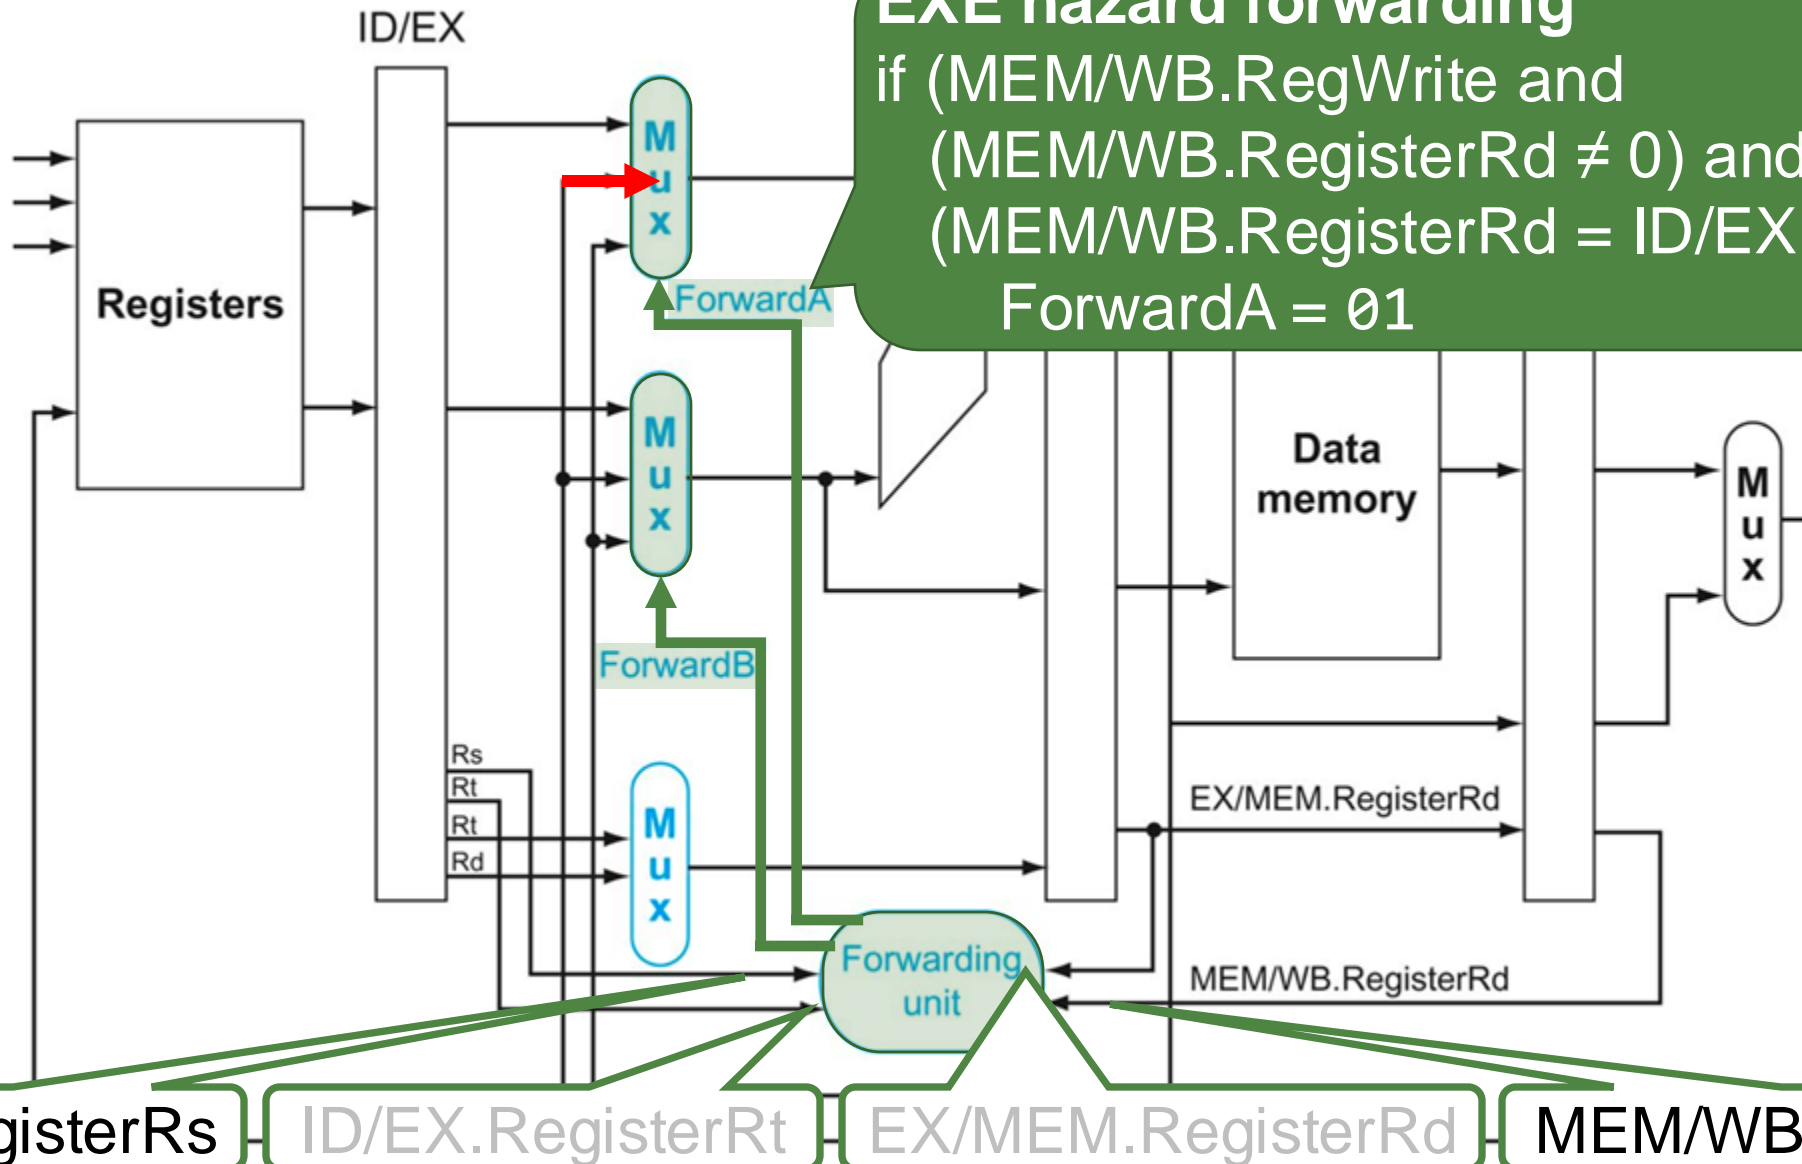 ID/EX
EXE hazard forwarding
if (MEM/WB.RegWrite and
(MEM/WB.RegisterRd ≠ 0) and
(MEM/WB.RegisterRd = ID/EX
ForwardA = 01
M
u
x
ForwardA
Registers
M
u
x
ForwardB
Data
memory
M
u
x
Rs
Rt
Rt
Rd
M
u
x
EX/MEM.RegisterRd
Forwarding
unit
MEM/WB.RegisterRd
gisterRs
ID/EX.RegisterRt
EX/MEM.RegisterRd
MEM/WB